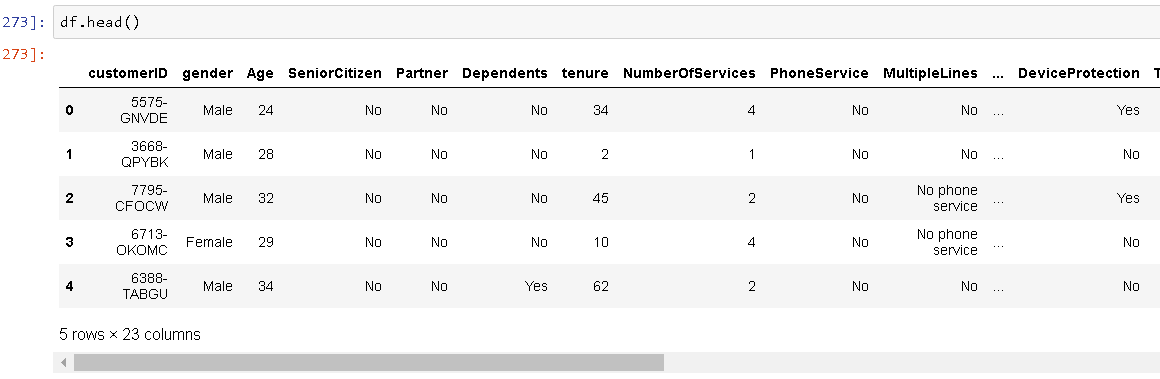 273]: df.head()
273]:
customerID gender Age SeniorCitizen Partner Dependents tenure NumberOfServices PhoneService MultipleLines ... DeviceProtection T
0 5575-GNVDE Male 24 No No No 34 4 No No ... Yes
1 3668-QPYBK Male 28 No No No 2 1 No No ... No
2 7795-CFOCW Male 32 No No No 45 2 No No phone service ... Yes
3 6713-OKOMC Female 29 No No No 10 4 No No phone service ... No
4 6388-TABGU Male 34 No No Yes 62 2 No No ... No
5 rows × 23 columns